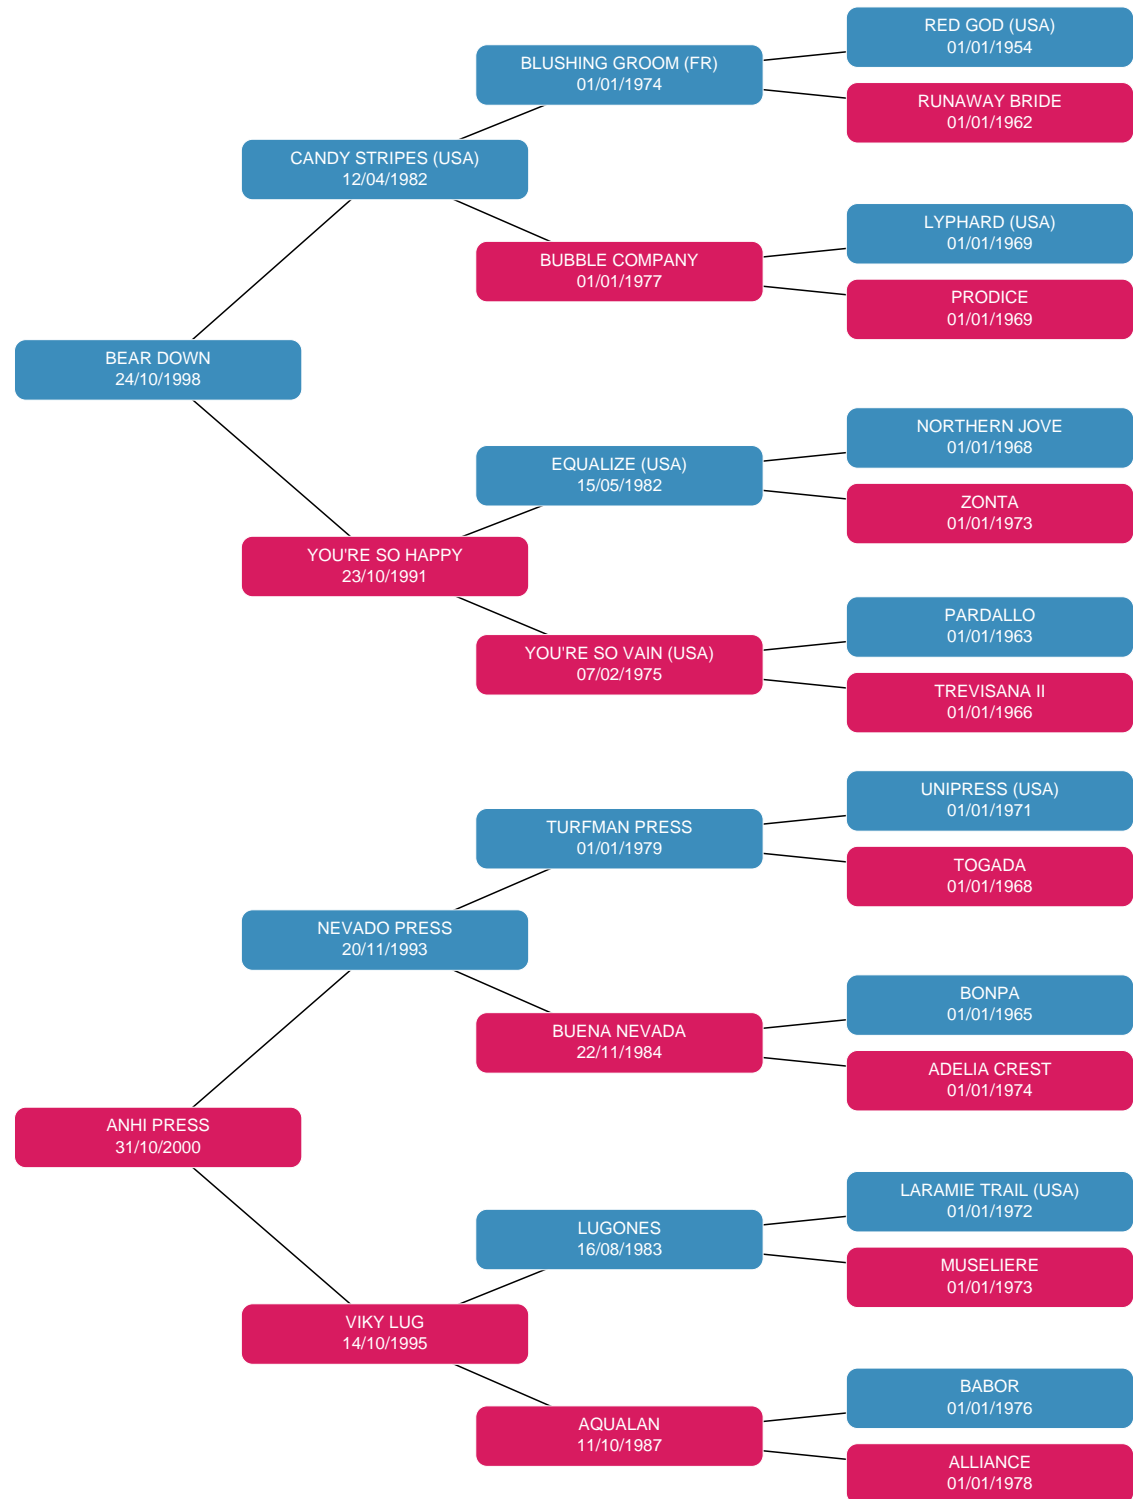 RED GOD (USA)
01/01/1954
BLUSHING GROOM (FR)
01/01/1974
RUNAWAY BRIDE
01/01/1962
CANDY STRIPES (USA)
12/04/1982
LYPHARD (USA)
01/01/1969
BUBBLE COMPANY
01/01/1977
PRODICE
01/01/1969
BEAR DOWN
24/10/1998
NORTHERN JOVE
01/01/1968
EQUALIZE (USA)
15/05/1982
ZONTA
01/01/1973
YOU'RE SO HAPPY
23/10/1991
PARDALLO
01/01/1963
YOU'RE SO VAIN (USA)
07/02/1975
TREVISANA II
01/01/1966
UNIPRESS (USA)
01/01/1971
TURFMAN PRESS
01/01/1979
TOGADA
01/01/1968
NEVADO PRESS
20/11/1993
BONPA
01/01/1965
BUENA NEVADA
22/11/1984
ADELIA CREST
01/01/1974
ANHI PRESS
31/10/2000
LARAMIE TRAIL (USA)
01/01/1972
LUGONES
16/08/1983
MUSELIERE
01/01/1973
VIKY LUG
14/10/1995
BABOR
01/01/1976
AQUALAN
11/10/1987
ALLIANCE
01/01/1978